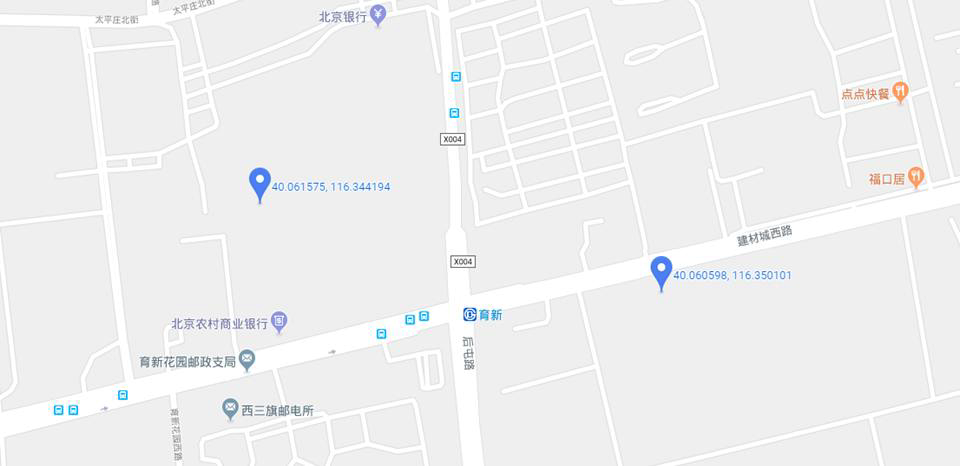 太平庄北街
太平庄北街
北京银行
点点快餐
X004
福口居
40.061575, 116.344194
建材城西路
X004
40.060598, 116.350101
育新
北京农村商业银行
后屯路
育新花园邮政支局
西三旗邮电所
育新花园西路